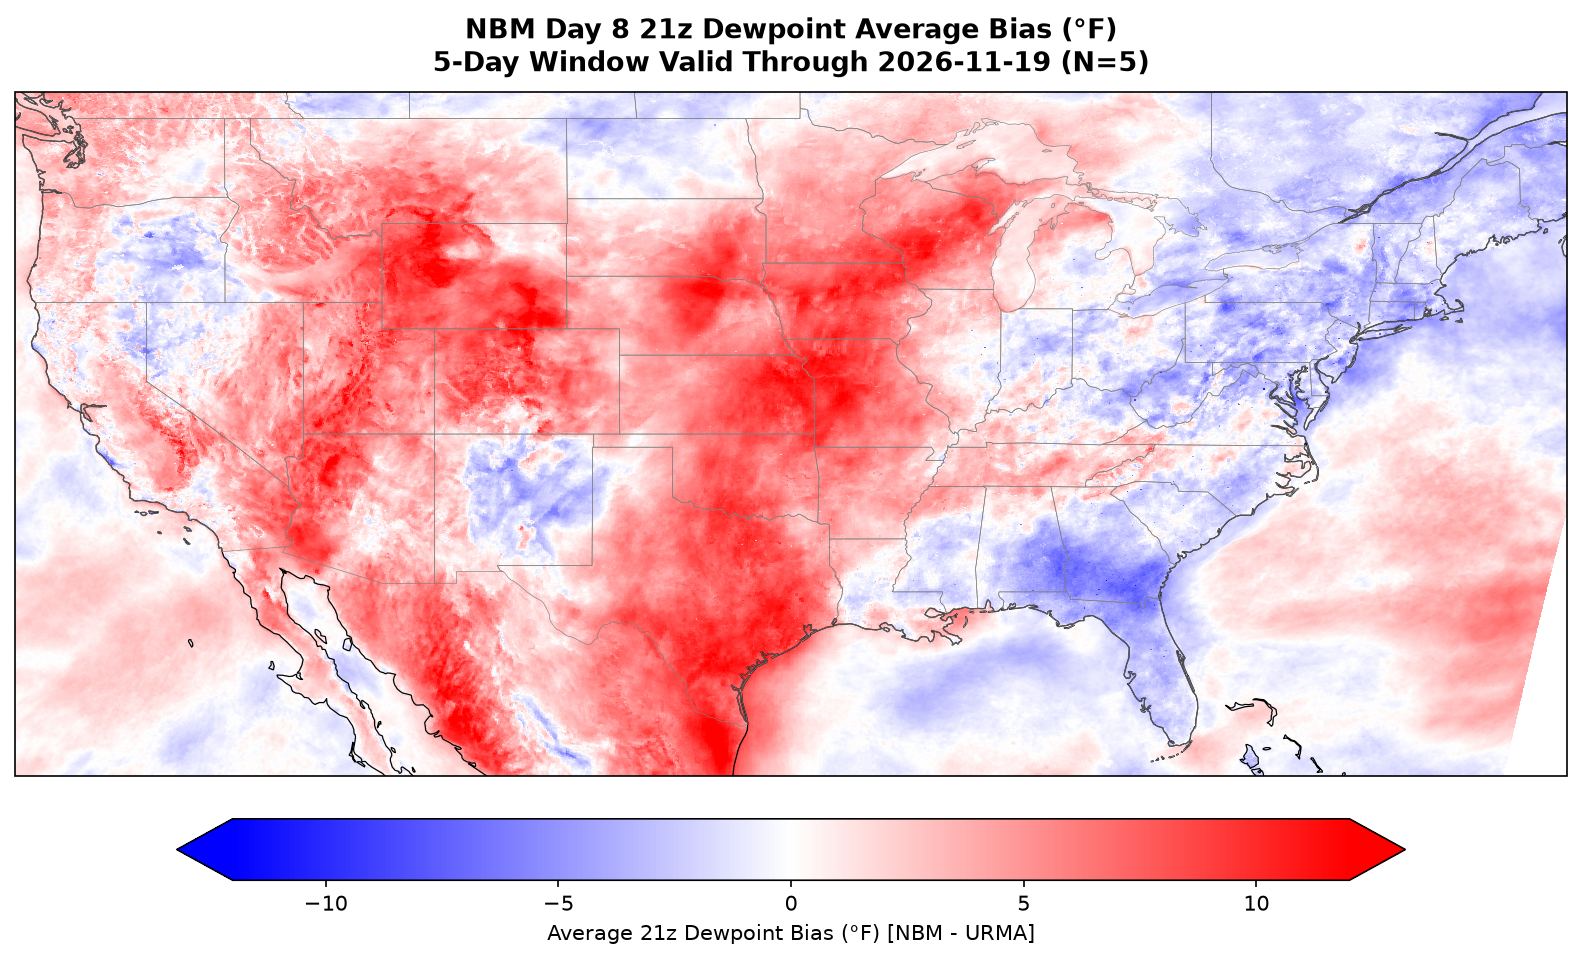 NBM Day 8 21z Dewpoint Average Bias (°F)
5-Day Window Valid Through 2026-11-19 (N=5)
−10 −5 0 5 10
Average 21z Dewpoint Bias (°F) [NBM - URMA]